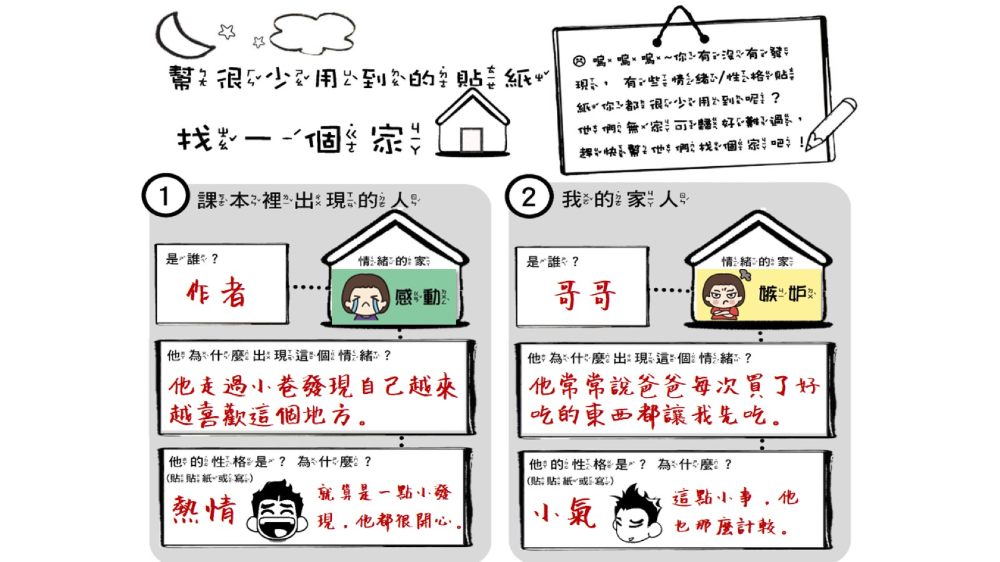 幫很少用到的貼紙
找一個家
嗚嗚嗚~你有沒有發
現，有些情緒/性格貼
紙你都很少用到呢？
他們無家可歸好難過，
趕快幫他們找個家吧！
1 課本裡出現的人
是誰？
作者
情緒的家
感動
他為什麼出現這個情緒？
他走過小巷發現自己越來
越喜歡這個地方。
他的性格是？為什麼？
(貼貼紙或寫)
熱情
就算是一點小發
現，他都很開心。
2 我的家人
是誰？
哥哥
情緒的家
嫉妒
他為什麼出現這個情緒？
他常常說爸爸每次買了好
吃的東西都讓我先吃。
他的性格是？為什麼？
(貼貼紙或寫)
小氣
這點小事，他
也那麼計較。